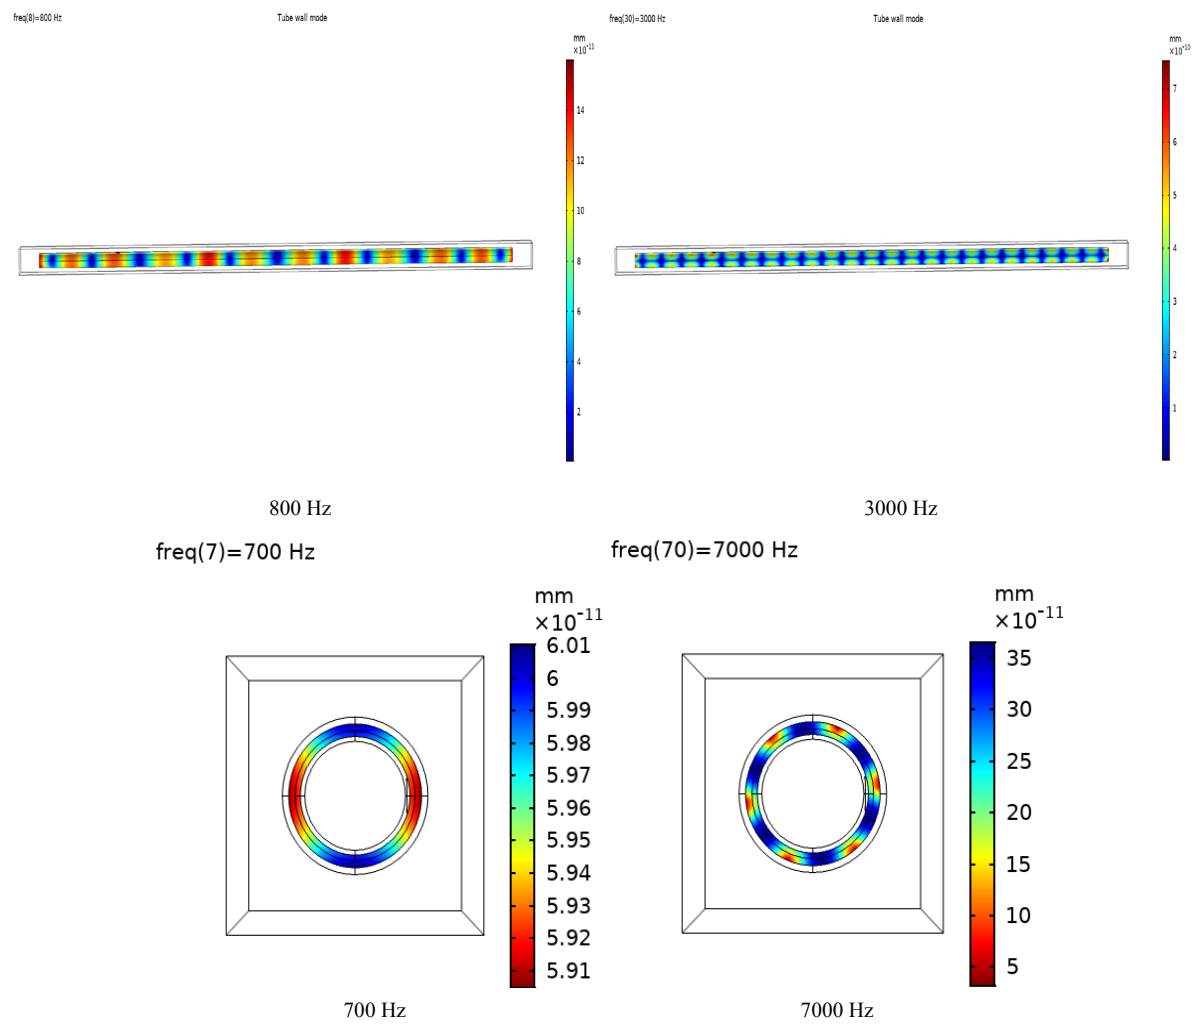 freq(8)=800 Hz
Tube wall mode
mm
×10⁻¹¹
14
12
10
8
6
4
2
800 Hz
freq(30)=3000 Hz
Tube wall mode
mm
×10⁻¹⁰
7
6
5
4
3
2
1
3000 Hz
freq(7)=700 Hz
mm
×10⁻¹¹
6.01
6
5.99
5.98
5.97
5.96
5.95
5.94
5.93
5.92
5.91
700 Hz
freq(70)=7000 Hz
mm
×10⁻¹¹
35
30
25
20
15
10
5
7000 Hz